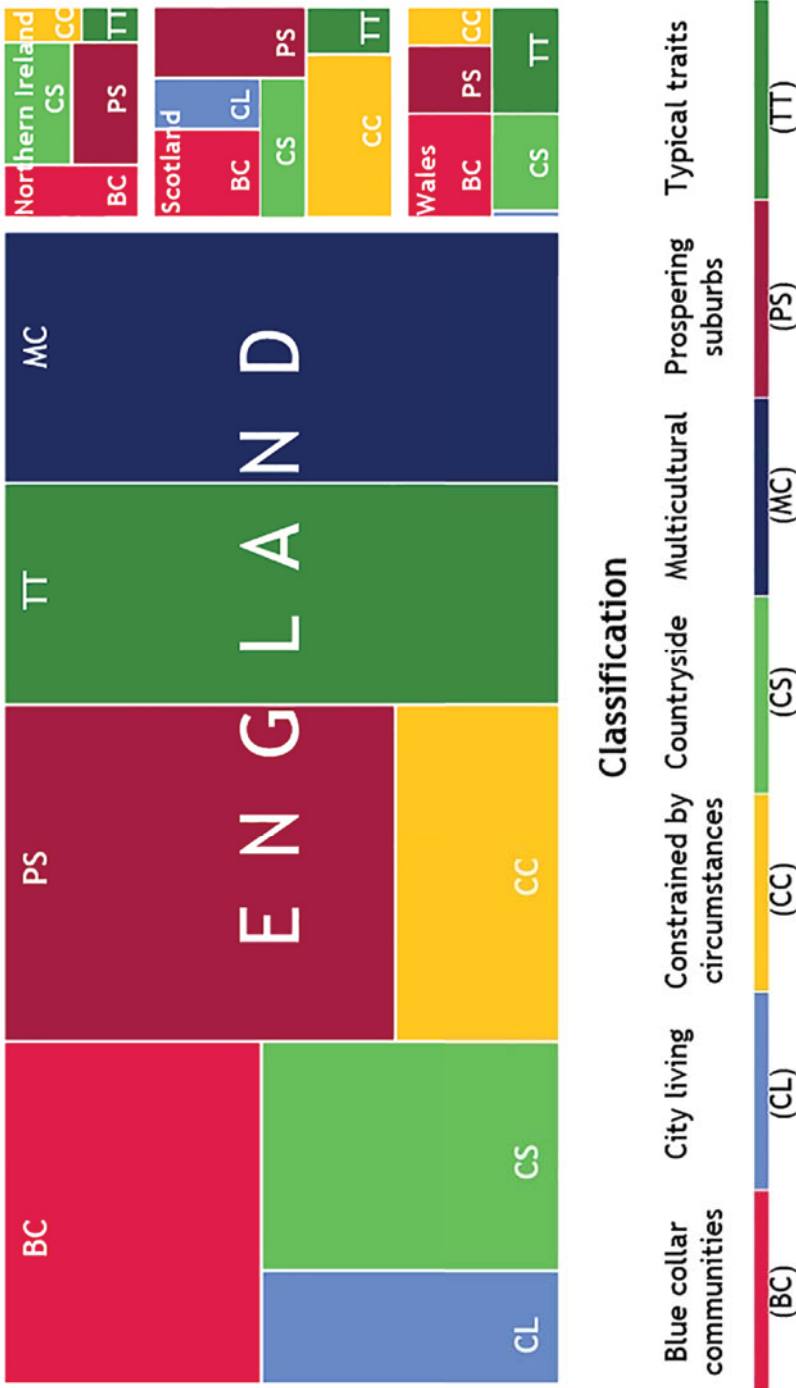 BC
PS
TT
MC
E N G L A N D
CL
CS
CC
Northern Ireland
CS
CC
BC
PS
TT
Scotland
BC
CL
PS
CS
CC
TT
Wales
BC
PS
CC
CS
TT
Classification
Blue collar
communities
City living
Constrained by
circumstances
Countryside
Multicultural
Prospering
suburbs
Typical traits
(BC)
(CL)
(CC)
(CS)
(MC)
(PS)
(TT)